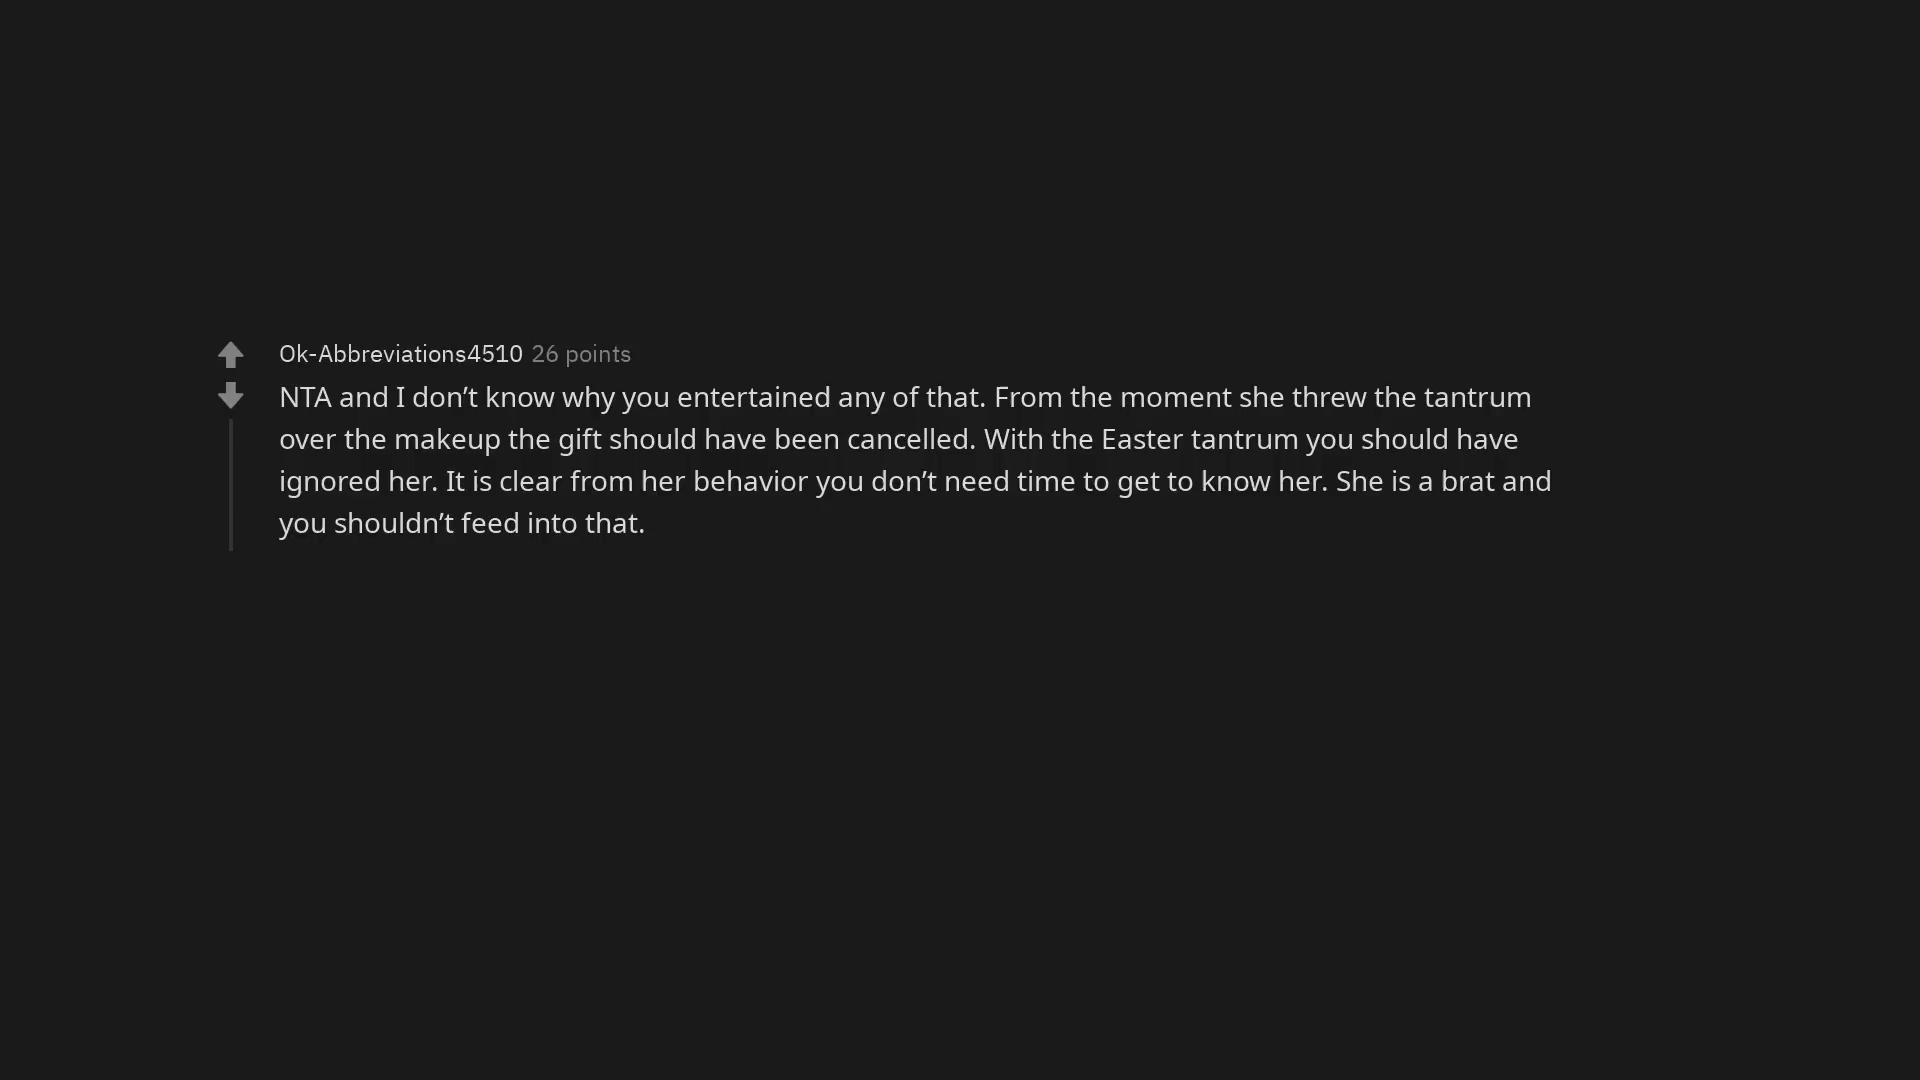 Ok-Abbreviations4510 26 points
NTA and I don’t know why you entertained any of that. From the moment she threw the tantrum
over the makeup the gift should have been cancelled. With the Easter tantrum you should have
ignored her. It is clear from her behavior you don’t need time to get to know her. She is a brat and
you shouldn’t feed into that.